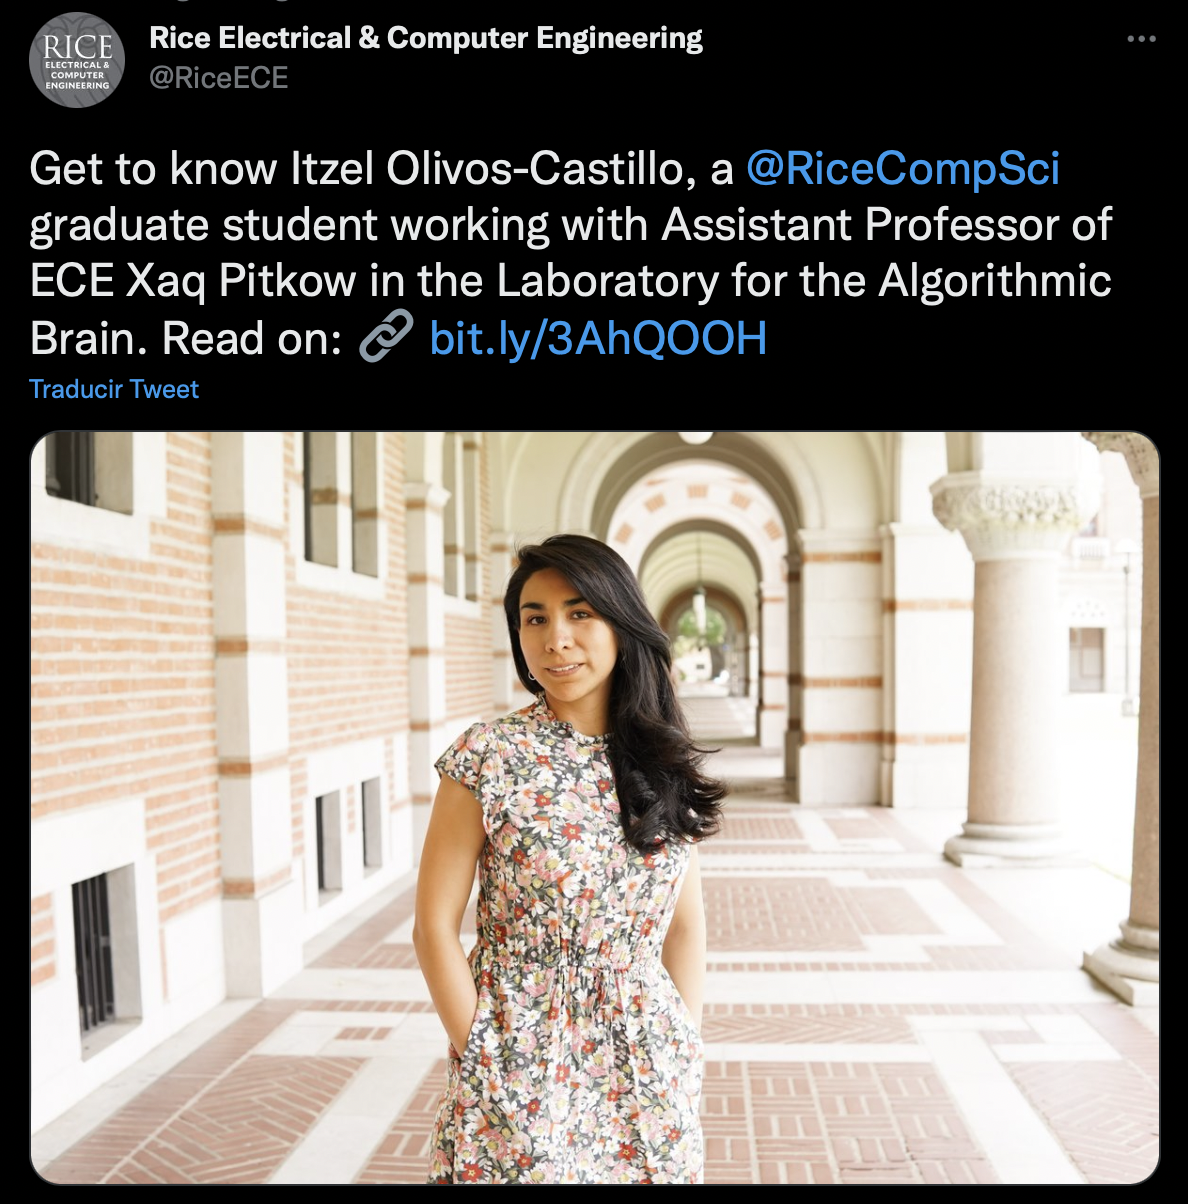 RICE
ELECTRICAL &
COMPUTER
ENGINEERING
Rice Electrical & Computer Engineering
@RiceECE
Get to know Itzel Olivos-Castillo, a @RiceCompSci
graduate student working with Assistant Professor of
ECE Xaq Pitkow in the Laboratory for the Algorithmic
Brain. Read on: 🔗 bit.ly/3AhQOOH
Traducir Tweet